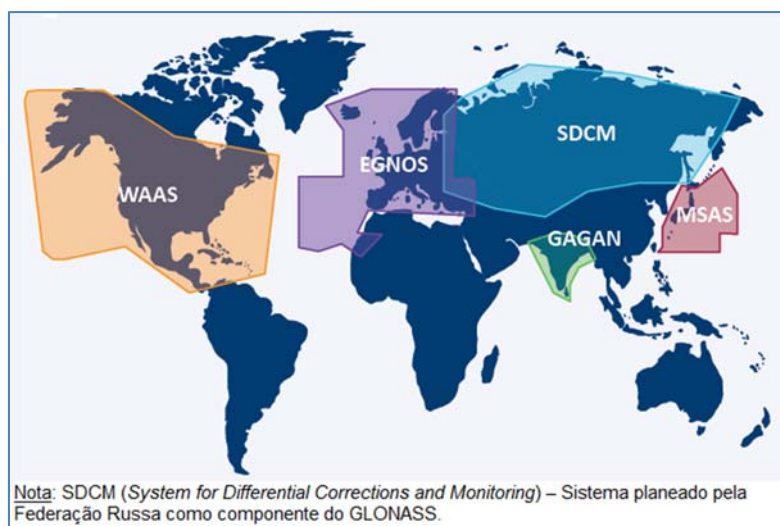 SDCM
EGNOS
WAAS
MSAS
GAGAN
Nota: SDCM (System for Differential Corrections and Monitoring) – Sistema planeado pela
Federação Russa como componente do GLONASS.